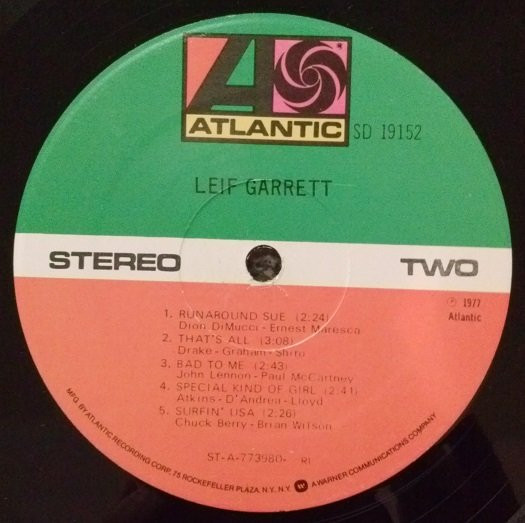 ATLANTIC
SD 19152
LEIF GARRETT
STEREO
TWO
℗ 1977
Atlantic
1. RUNAROUND SUE (2:24)
Dion DiMucci - Ernest Maresca
2. THAT'S ALL (3:08)
Drake - Graham - Shito
3. BAD TO ME (2:43)
John Lennon - Paul McCartney
4. SPECIAL KIND OF GIRL (2:41)
Atkins - D'Andrea - Lloyd
5. SURFIN' USA (2:26)
Chuck Berry - Brian Wilson
ST-A-773980- RI
MFG. BY ATLANTIC RECORDING CORP., 75 ROCKEFELLER PLAZA, N.Y., N.Y. A WARNER COMMUNICATIONS COMPANY